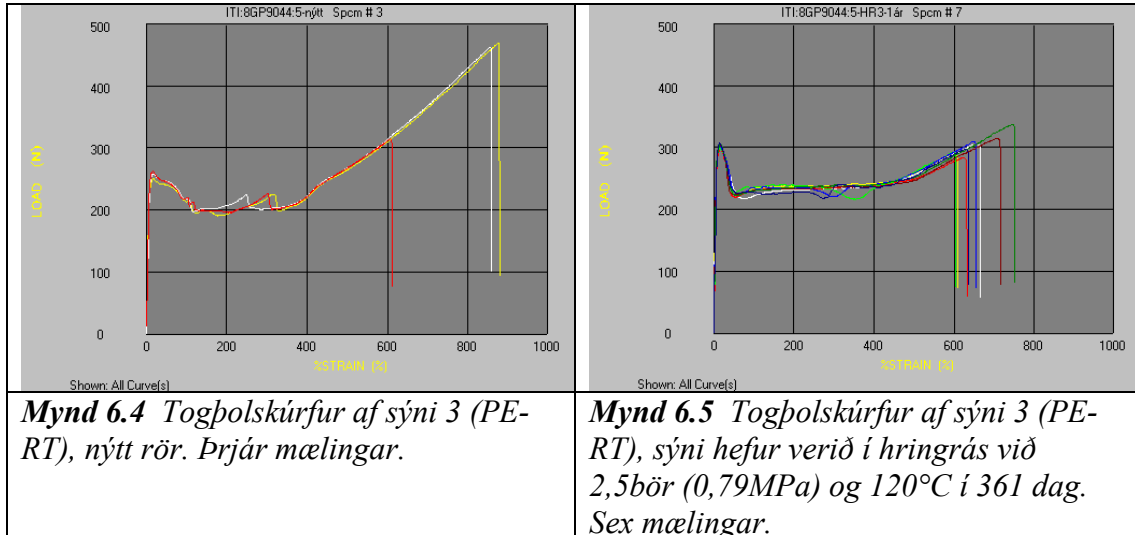 ITI:8GP9044:5-nýtt   Spcm # 3
500
400
300
200
100
0
LOAD (N)
0 200 400 600 800 1000
%STRAIN (%)
Shown: All Curve(s)
Mynd 6.4 Togþolskúrfur af sýni 3 (PE-
RT), nýtt rör. Þrjár mælingar.
ITI:8GP9044:5-HR3-1ár   Spcm # 7
500
400
300
200
100
0
LOAD (N)
0 200 400 600 800 1000
%STRAIN (%)
Shown: All Curve(s)
Mynd 6.5 Togþolskúrfur af sýni 3 (PE-
RT), sýni hefur verið í hringrás við
2,5bör (0,79MPa) og 120°C í 361 dag.
Sex mælingar.